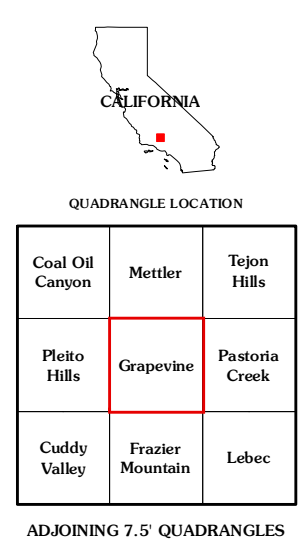 CALIFORNIA
QUADRANGLE LOCATION
Coal Oil
Canyon
Mettler
Tejon
Hills
Pleito
Hills
Grapevine
Pastoria
Creek
Cuddy
Valley
Frazier
Mountain
Lebec
ADJOINING 7.5' QUADRANGLES